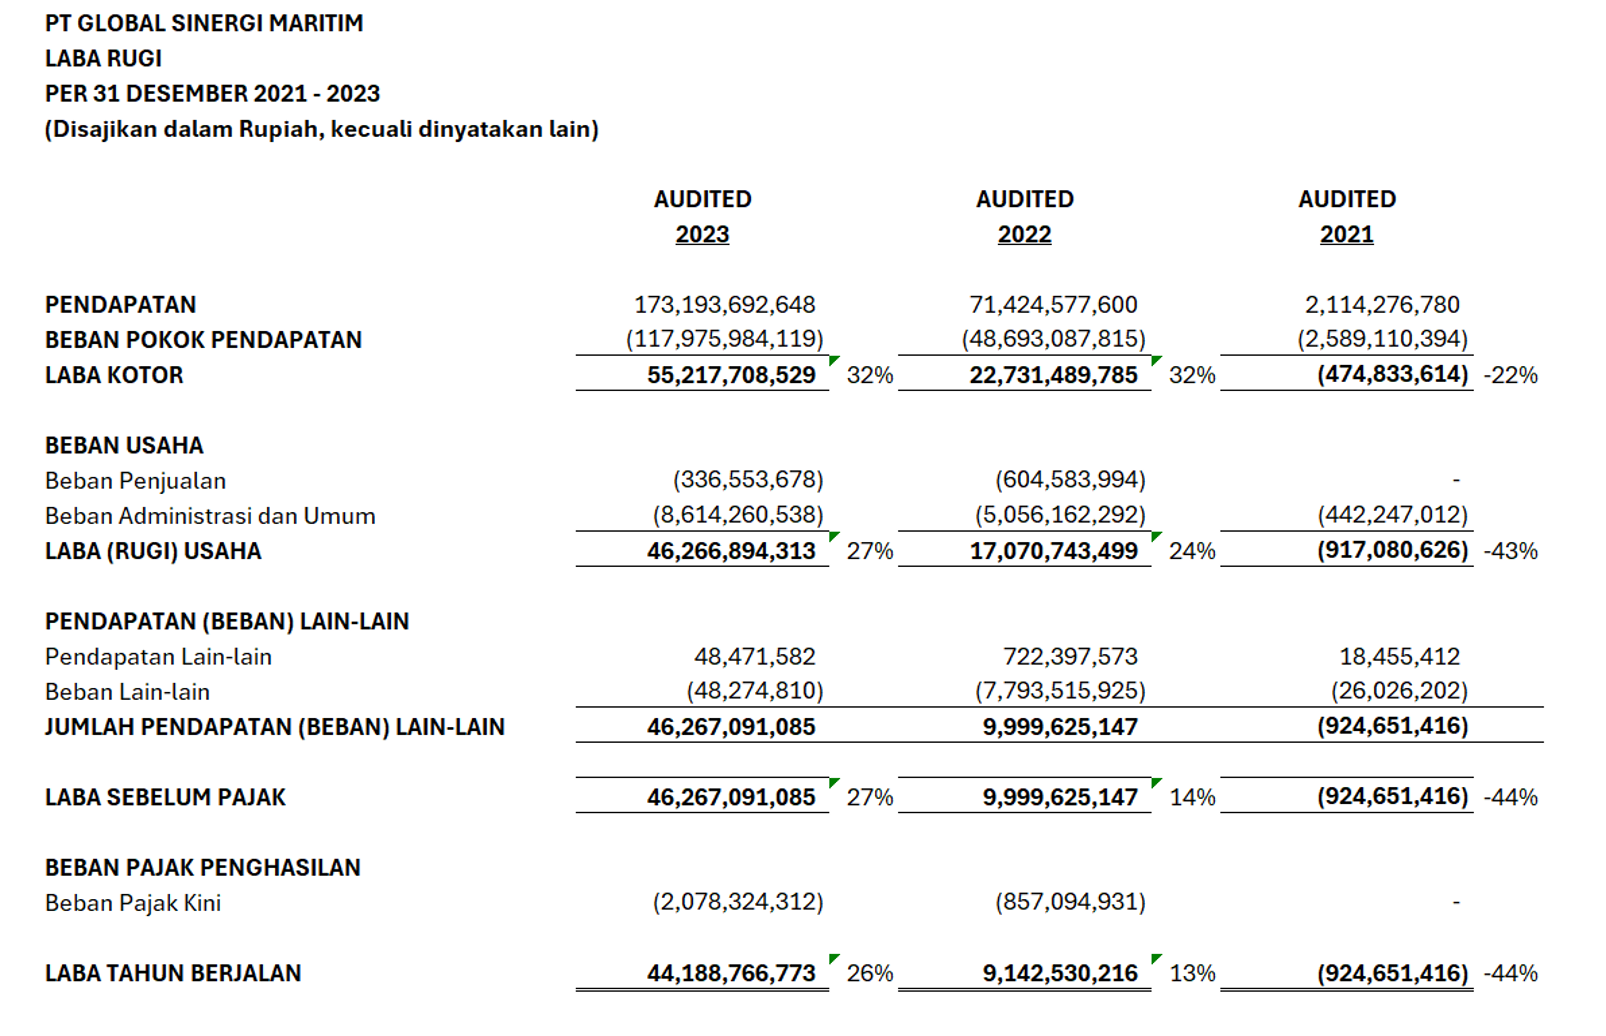 PT GLOBAL SINERGI MARITIM
LABA RUGI
PER 31 DESEMBER 2021 - 2023
(Disajikan dalam Rupiah, kecuali dinyatakan lain)
AUDITED AUDITED AUDITED
2023 2022 2021
PENDAPATAN 173,193,692,648 71,424,577,600 2,114,276,780
BEBAN POKOK PENDAPATAN (117,975,984,119) (48,693,087,815) (2,589,110,394)
LABA KOTOR 55,217,708,529 32% 22,731,489,785 32% (474,833,614) -22%
BEBAN USAHA
Beban Penjualan (336,553,678) (604,583,994) -
Beban Administrasi dan Umum (8,614,260,538) (5,056,162,292) (442,247,012)
LABA (RUGI) USAHA 46,266,894,313 27% 17,070,743,499 24% (917,080,626) -43%
PENDAPATAN (BEBAN) LAIN-LAIN
Pendapatan Lain-lain 48,471,582 722,397,573 18,455,412
Beban Lain-lain (48,274,810) (7,793,515,925) (26,026,202)
JUMLAH PENDAPATAN (BEBAN) LAIN-LAIN 46,267,091,085 9,999,625,147 (924,651,416)
LABA SEBELUM PAJAK 46,267,091,085 27% 9,999,625,147 14% (924,651,416) -44%
BEBAN PAJAK PENGHASILAN
Beban Pajak Kini (2,078,324,312) (857,094,931) -
LABA TAHUN BERJALAN 44,188,766,773 26% 9,142,530,216 13% (924,651,416) -44%